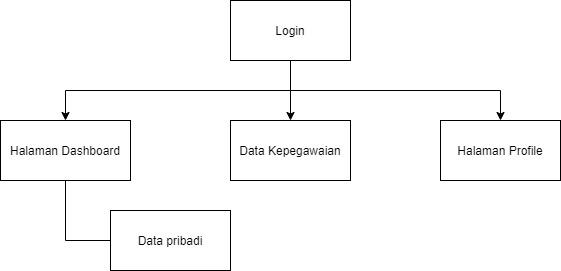 Login
Halaman Dashboard
Data Kepegawaian
Halaman Profile
Data pribadi